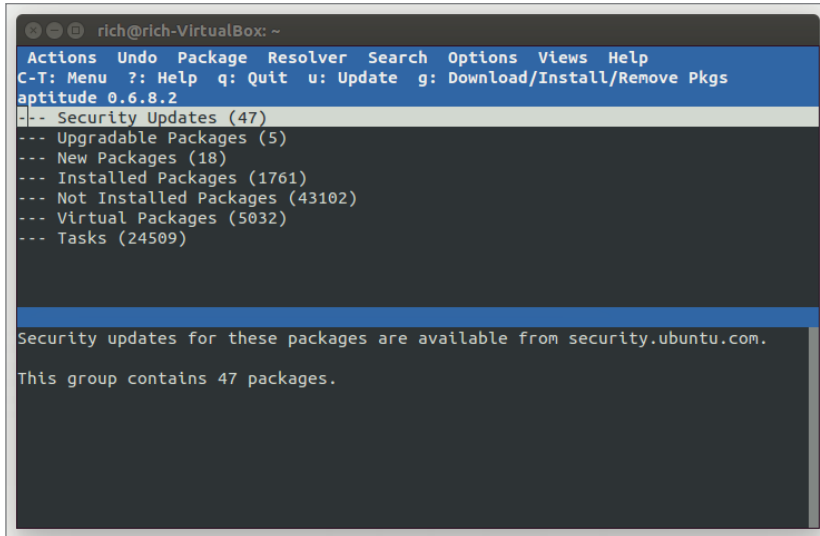 rich@rich-VirtualBox: ~
Actions Undo Package Resolver Search Options Views Help
C-T: Menu ?: Help q: Quit u: Update g: Download/Install/Remove Pkgs
aptitude 0.6.8.2
--- Security Updates (47)
--- Upgradable Packages (5)
--- New Packages (18)
--- Installed Packages (1761)
--- Not Installed Packages (43102)
--- Virtual Packages (5032)
--- Tasks (24509)
Security updates for these packages are available from security.ubuntu.com.
This group contains 47 packages.